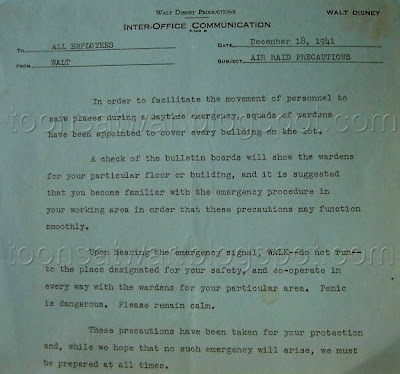 WALT DISNEY PRODUCTIONS
WALT DISNEY
INTER-OFFICE COMMUNICATION
TO ALL EMPLOYEES
DATE December 18, 1941
FROM WALT
SUBJECT AIR RAID PRECAUTIONS
In order to facilitate the movement of personnel to
safe places during a daytime emergency, squads of wardens
have been appointed to cover every building on the lot.
A check of the bulletin boards will show the wardens
for your particular floor or building, and it is suggested
that you become familiar with the emergency procedure in
your working area in order that these precautions may function
smoothly.
Upon hearing the emergency signal, WALK--do not run--
to the place designated for your safety, and co-operate in
every way with the wardens for your particular area. Panic
is dangerous. Please remain calm.
These precautions have been taken for your protection
and, while we hope that no such emergency will arise, we must
be prepared at all times.
toonsatwar.blogspot.com
toonsatwar.blogspot.com